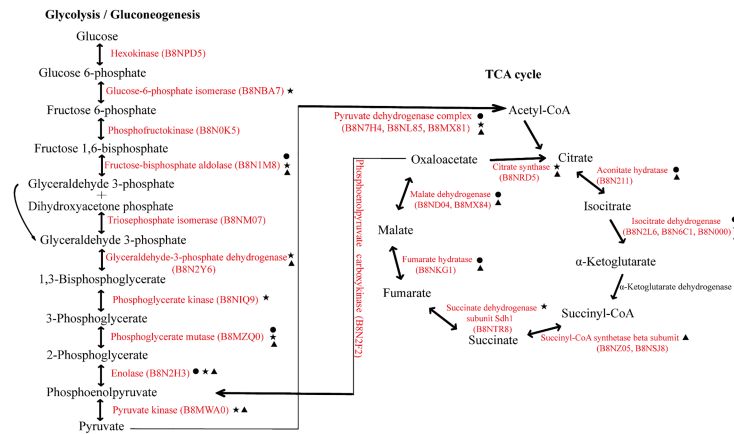 Glycolysis / Gluconeogenesis
Glucose
Hexokinase (B8NPD5)
Glucose 6-phosphate
Glucose-6-phosphate isomerase (B8NBA7) ★
Fructose 6-phosphate
Phosphofructokinase (B8N0K5)
Fructose 1,6-bisphosphate
Fructose-bisphosphate aldolase (B8N1M8) ● ★ ▲
Glyceraldehyde 3-phosphate
+
Dihydroxyacetone phosphate
Triosephosphate isomerase (B8NM07)
Glyceraldehyde 3-phosphate
Glyceraldehyde-3-phosphate dehydrogenase ★
(B8N2Y6) ▲
1,3-Bisphosphoglycerate
Phosphoglycerate kinase (B8NIQ9) ★
3-Phosphoglycerate
Phosphoglycerate mutase (B8MZQ0) ● ★ ▲
2-Phosphoglycerate
Enolase (B8N2H3) ● ★ ▲
Phosphoenolpyruvate
Pyruvate kinase (B8MWA0) ★ ▲
Pyruvate
Phosphoenolpyruvate carboxykinase (B8N2F2)
TCA cycle
Pyruvate dehydrogenase complex ●
(B8N7H4, B8NL85, B8MX81) ★ ▲
Acetyl-CoA
Oxaloacetate
Citrate synthase ★
(B8NRD5) ▲
Citrate
Aconitate hydratase ●
(B8N211) ▲
Isocitrate
Isocitrate dehydrogenase
(B8N2L6, B8N6C1, B8N000)
α-Ketoglutarate
α-Ketoglutarate dehydrogenase
Succinyl-CoA
Succinyl-CoA synthetase beta subumit ▲
(B8NZ05, B8NSJ8)
Succinate
Succinate dehydrogenase ★
subunit Sdh1
(B8NTR8)
Fumarate
Fumarate hydratase ●
(B8NKG1) ▲
Malate
Malate dehydrogenase ●
(B8ND04, B8MX84) ▲